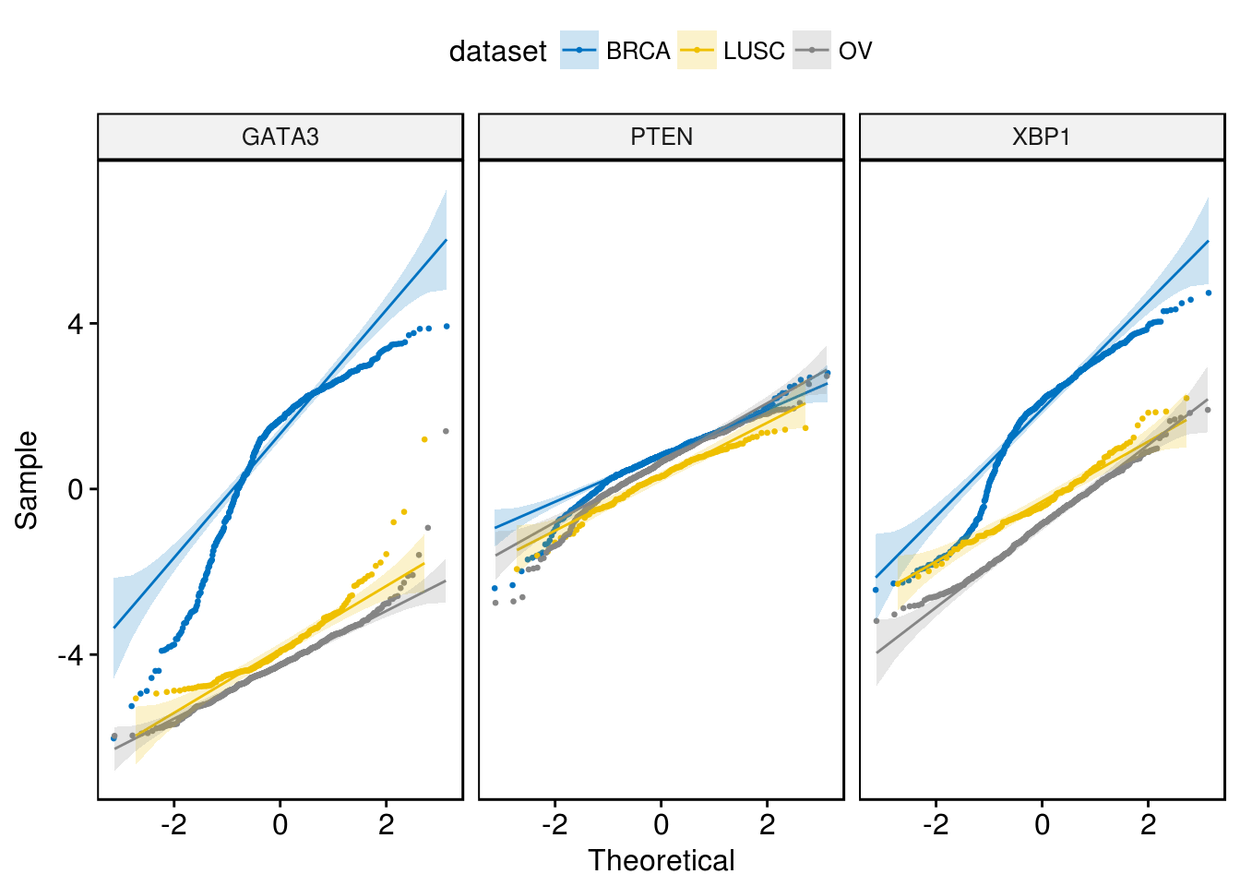 dataset BRCA LUSC OV
GATA3 PTEN XBP1
4
0
-4
Sample
-2 0 2 -2 0 2 -2 0 2
Theoretical